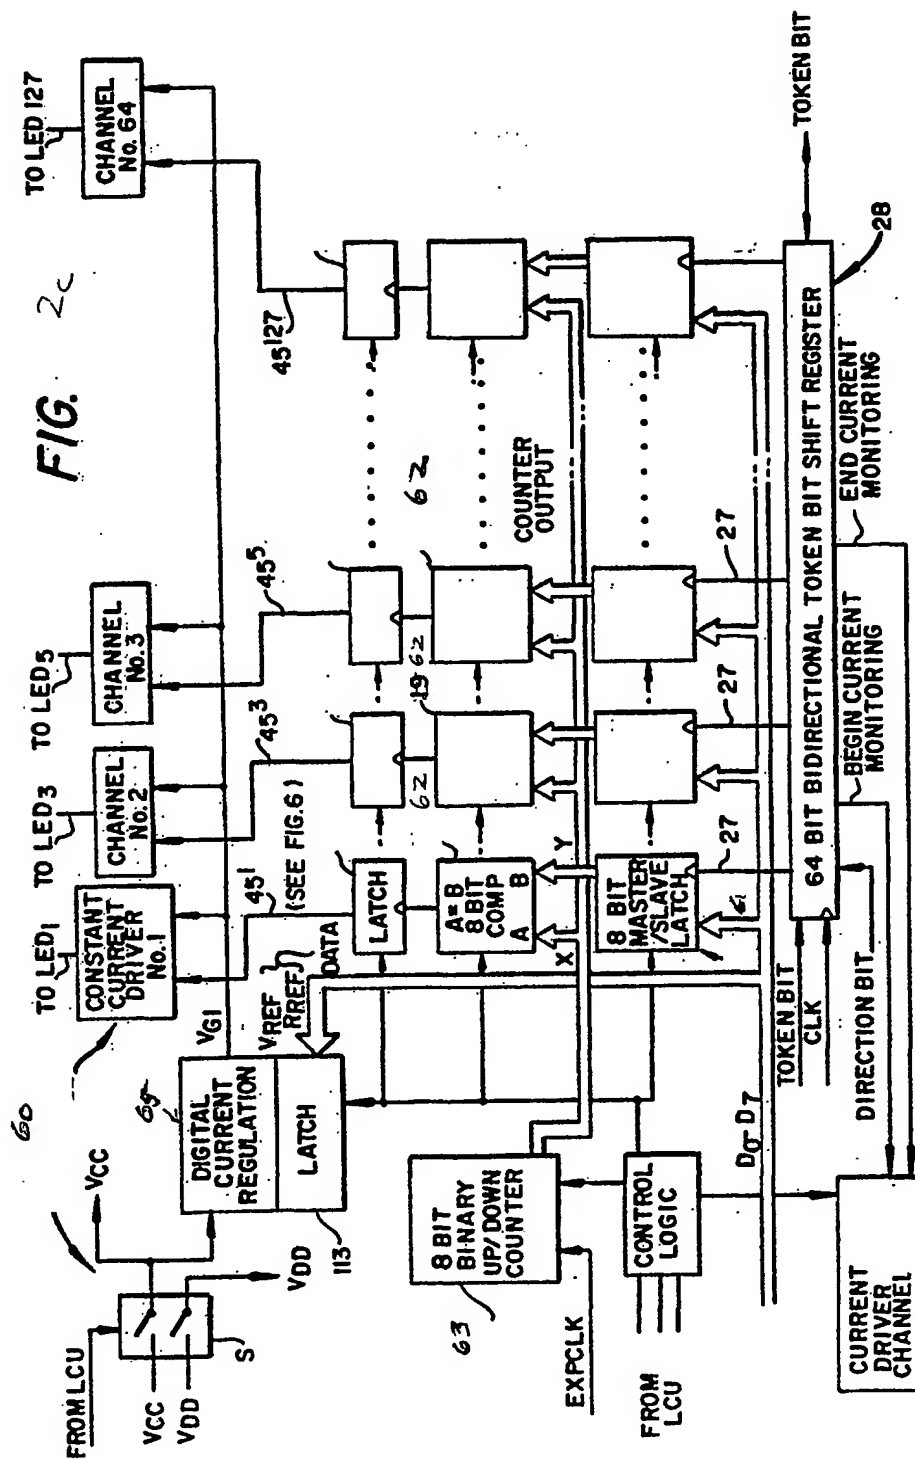 FIG. 2c
60
FROM LCU
VCC
VDD
S
VCC
VDD
TO LED1
CONSTANT
CURRENT
DRIVER
No. 1
TO LED3
CHANNEL
No. 2
TO LED5
CHANNEL
No. 3
TO LED 127
CHANNEL
No. 64
65
DIGITAL
CURRENT
REGULATION
LATCH
113
VG1
VREF
RREF
DATA
45¹
(SEE FIG.6)
45³
45⁵
45¹²⁷
LATCH
62
62
62
19
A=B
8 BIT
COMP
A B
X
Y
COUNTER
OUTPUT
8 BIT
BINARY
UP/DOWN
COUNTER
63
EXPCLK
8 BIT
MASTER
/SLAVE
LATCH
61
27
27
27
CONTROL
LOGIC
FROM
LCU
D0-D7
TOKEN BIT
CLK
DIRECTION BIT
64 BIT BIDIRECTIONAL TOKEN BIT SHIFT REGISTER
28
TOKEN BIT
BEGIN CURRENT
MONITORING
END CURRENT
MONITORING
CURRENT
DRIVER
CHANNEL